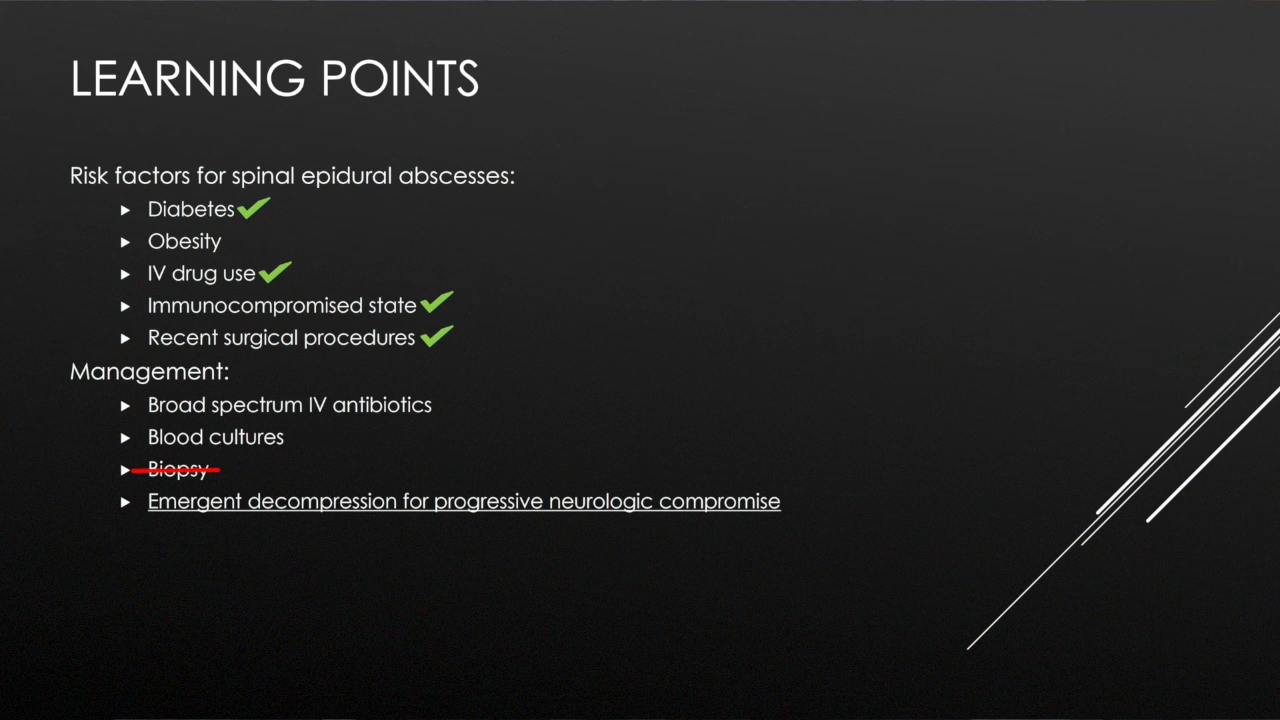 LEARNING POINTS
Risk factors for spinal epidural abscesses:
Diabetes
Obesity
IV drug use
Immunocompromised state
Recent surgical procedures
Management:
Broad spectrum IV antibiotics
Blood cultures
Biopsy
Emergent decompression for progressive neurologic compromise